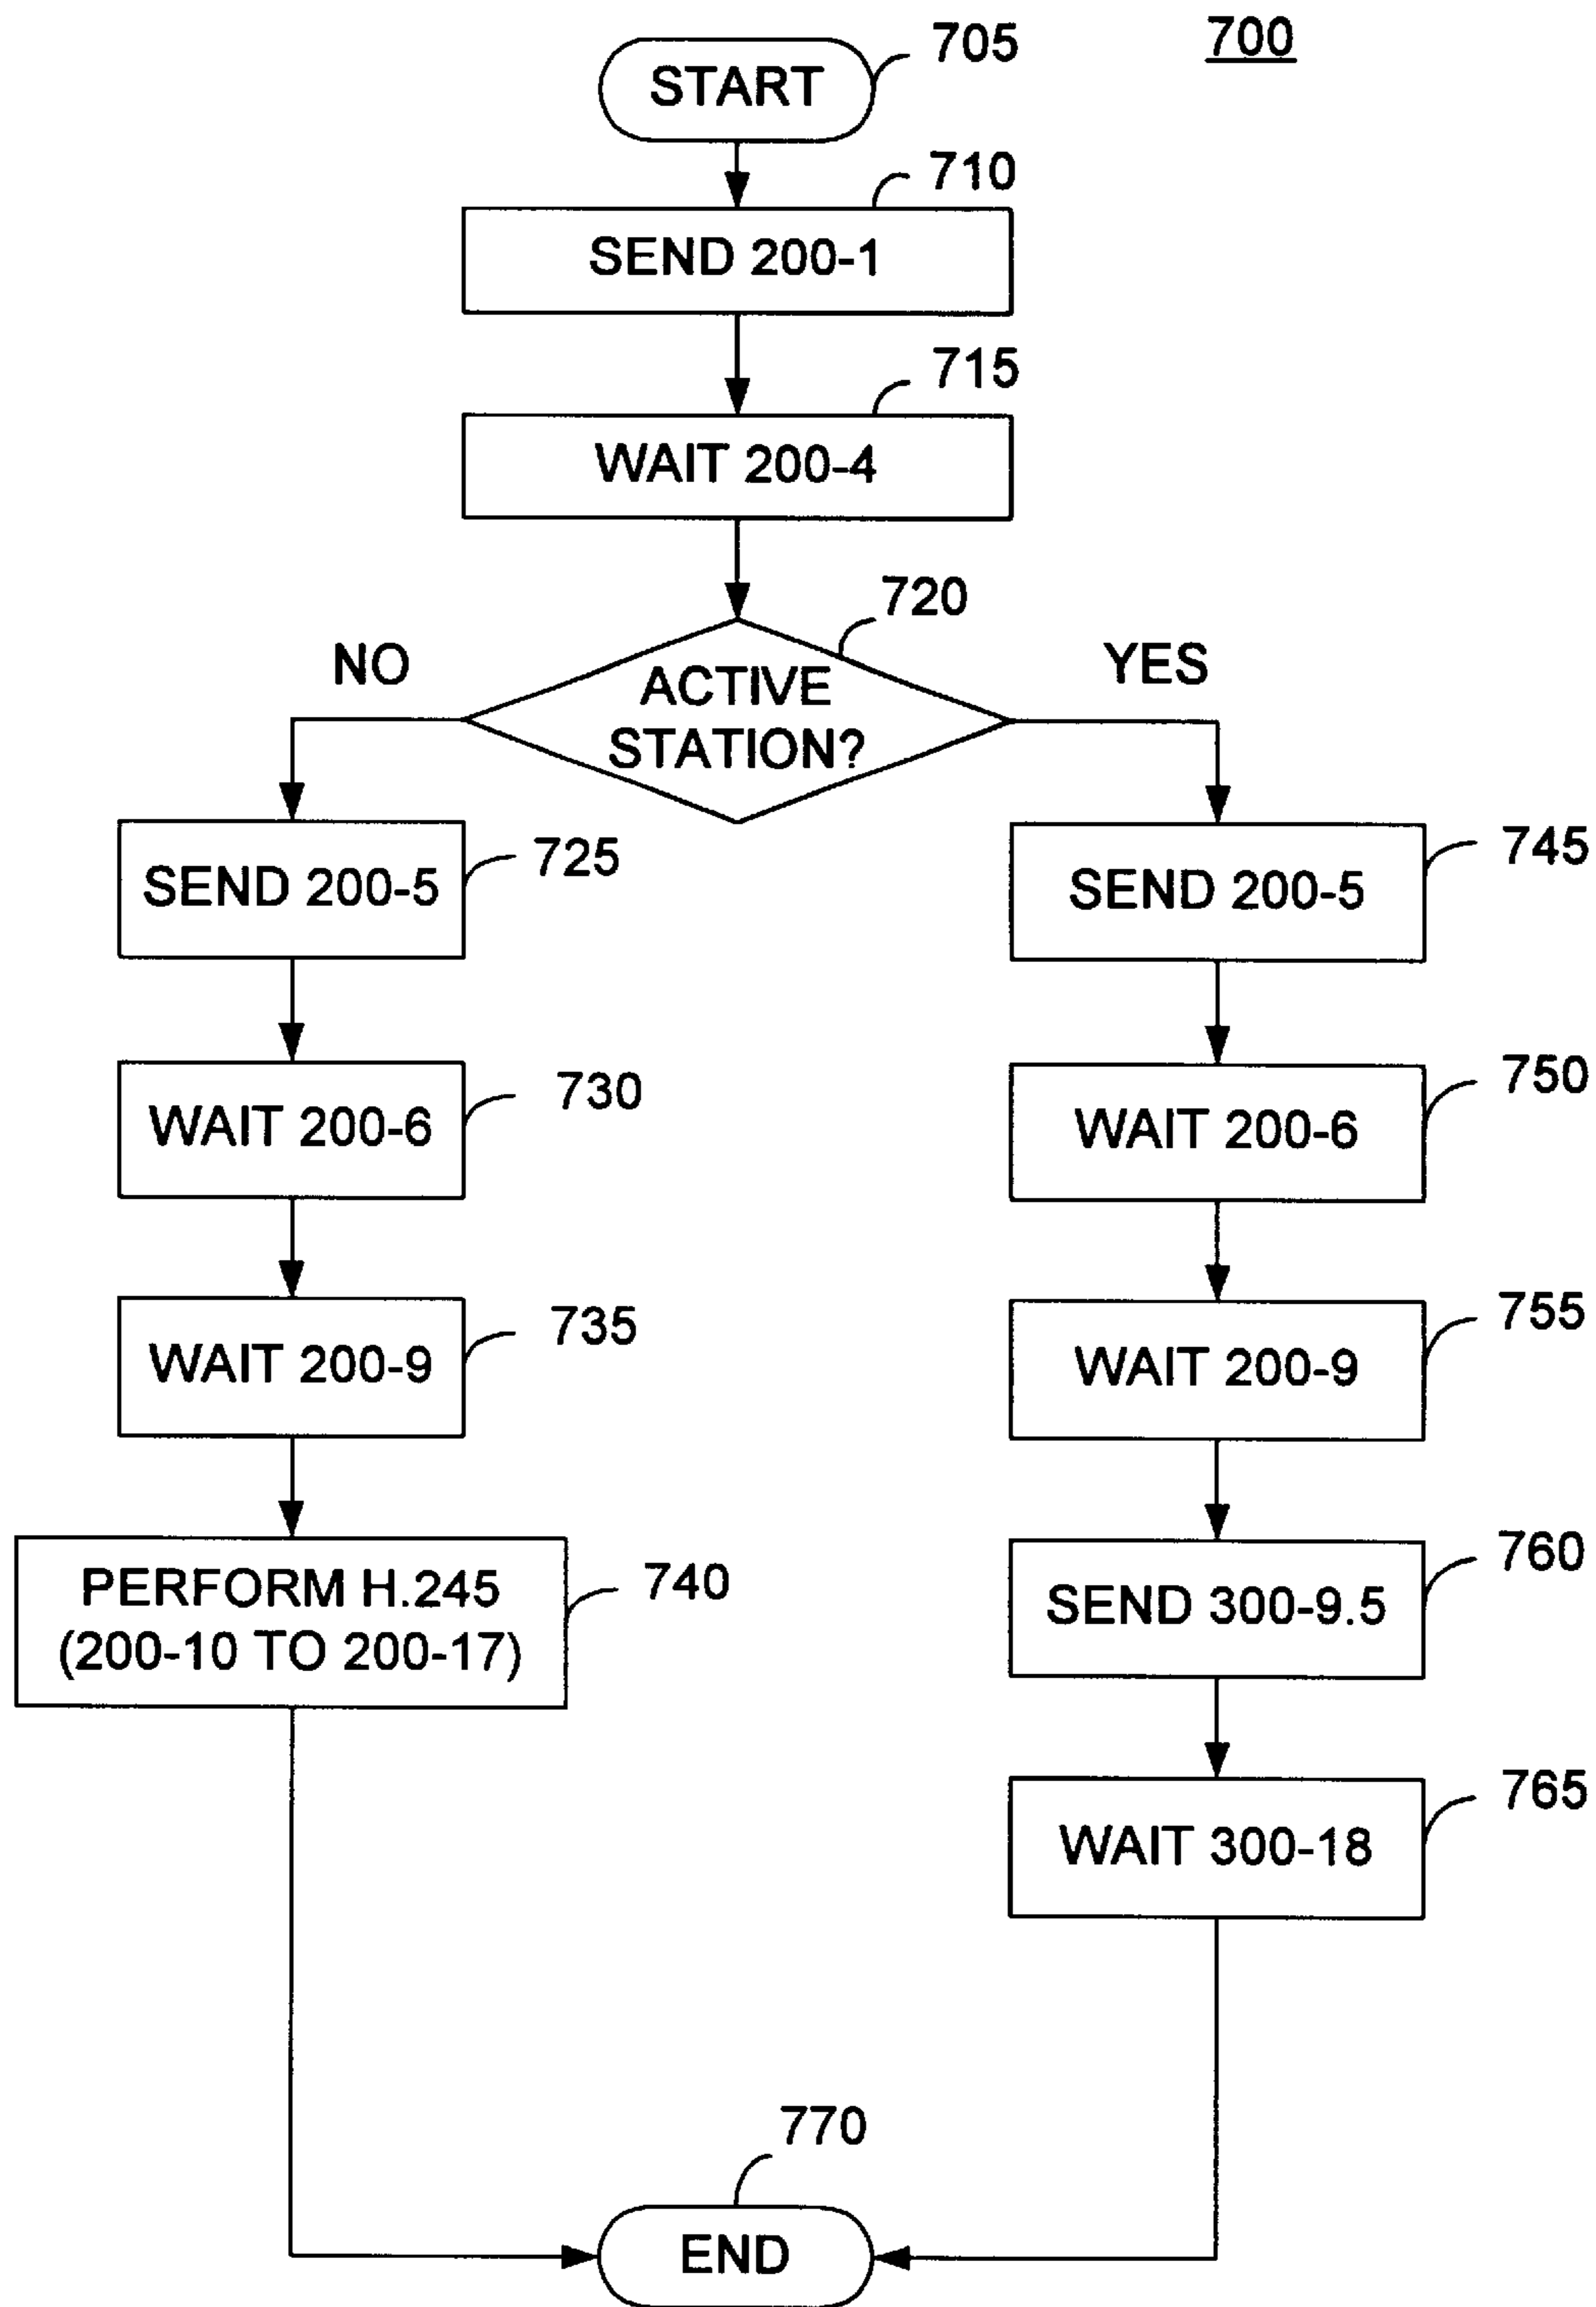 700
705
START
710
SEND 200-1
715
WAIT 200-4
720
NO
YES
ACTIVE
STATION?
725
SEND 200-5
730
WAIT 200-6
735
WAIT 200-9
740
PERFORM H.245
(200-10 TO 200-17)
745
SEND 200-5
750
WAIT 200-6
755
WAIT 200-9
760
SEND 300-9.5
765
WAIT 300-18
770
END